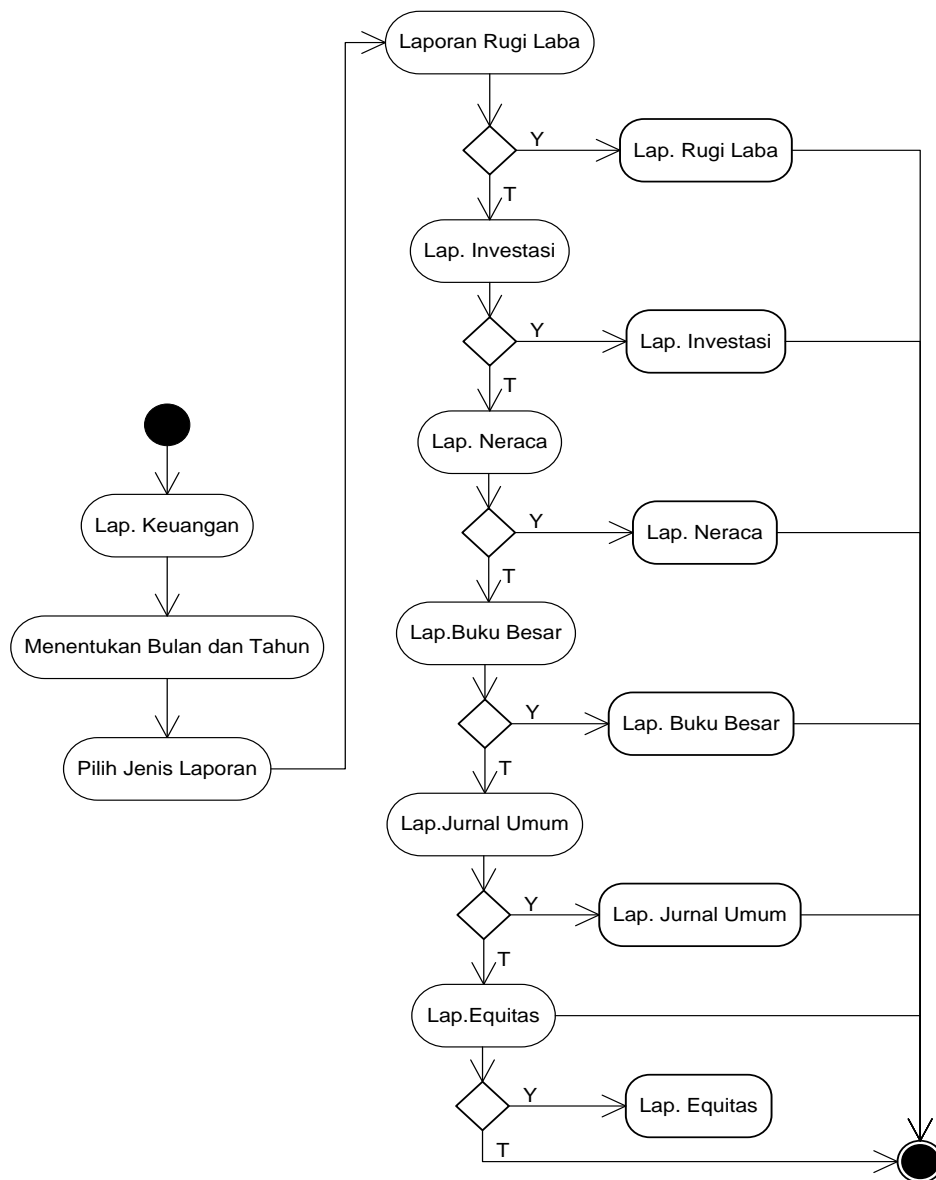 Laporan Rugi Laba
Y
Lap. Rugi Laba
T
Lap. Investasi
Y
Lap. Investasi
T
Lap. Neraca
Y
Lap. Neraca
T
Lap. Keuangan
Menentukan Bulan dan Tahun
Pilih Jenis Laporan
Lap.Buku Besar
Y
Lap. Buku Besar
T
Lap.Jurnal Umum
Y
Lap. Jurnal Umum
T
Lap.Equitas
Y
Lap. Equitas
T